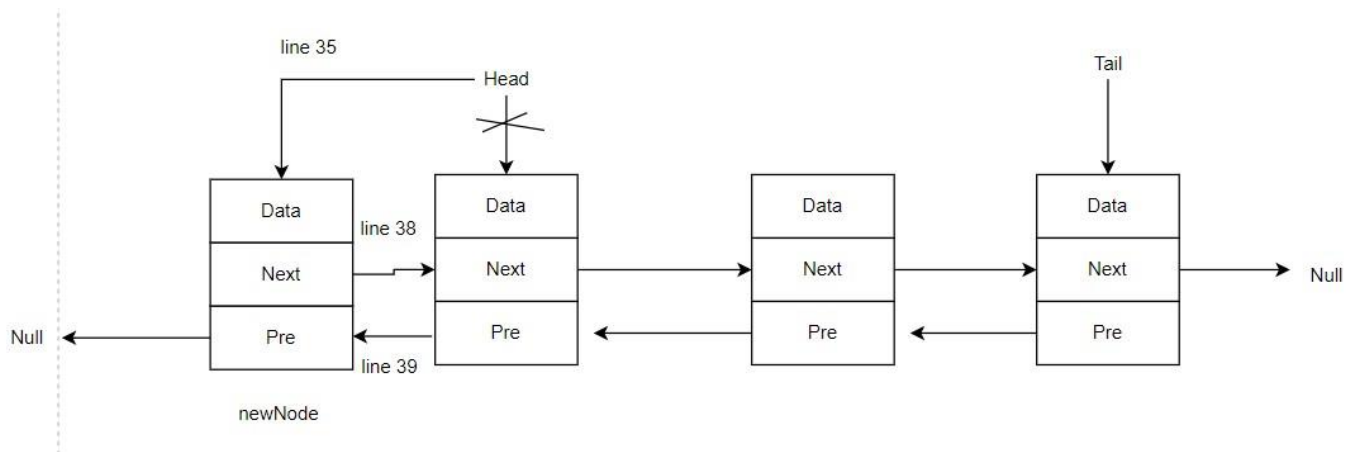 line 35
Head
Tail
Data
Data
Data
Data
line 38
Next
Next
Next
Next
Null
Null
Pre
Pre
Pre
Pre
line 39
newNode